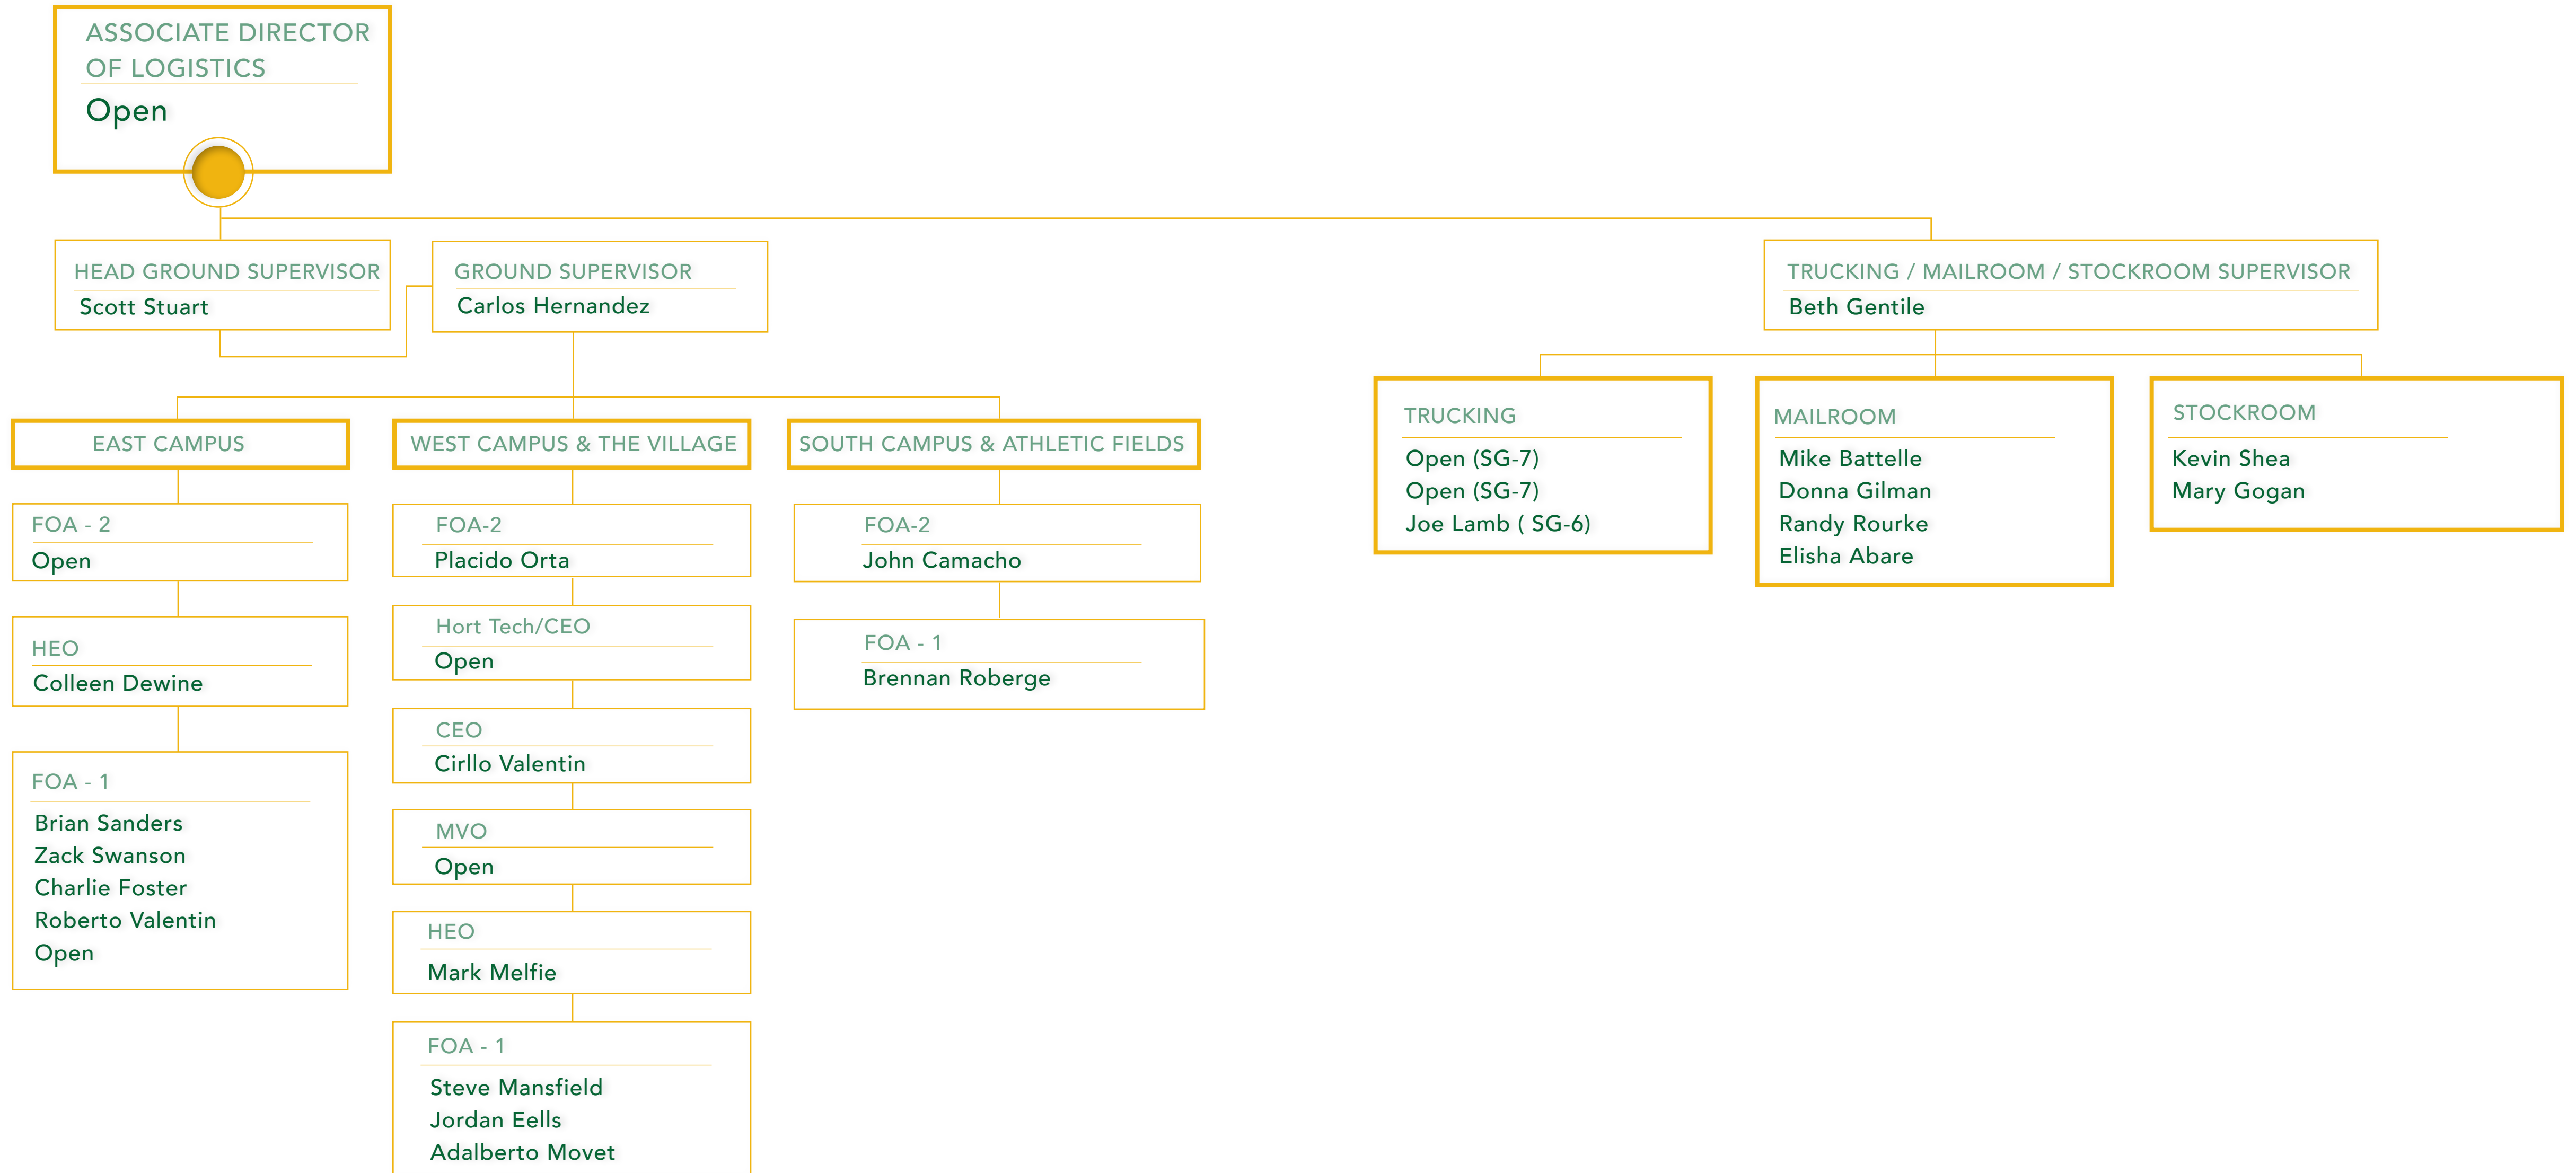 ASSOCIATE DIRECTOR
OF LOGISTICS
Open
HEAD GROUND SUPERVISOR
Scott Stuart
GROUND SUPERVISOR
Carlos Hernandez
TRUCKING / MAILROOM / STOCKROOM SUPERVISOR
Beth Gentile
EAST CAMPUS
FOA - 2
Open
HEO
Colleen Dewine
FOA - 1
Brian Sanders
Zack Swanson
Charlie Foster
Roberto Valentin
Open
WEST CAMPUS & THE VILLAGE
FOA-2
Placido Orta
Hort Tech/CEO
Open
CEO
Cirllo Valentin
MVO
Open
HEO
Mark Melfie
FOA - 1
Steve Mansfield
Jordan Eells
Adalberto Movet
SOUTH CAMPUS & ATHLETIC FIELDS
FOA-2
John Camacho
FOA - 1
Brennan Roberge
TRUCKING
Open (SG-7)
Open (SG-7)
Joe Lamb ( SG-6)
MAILROOM
Mike Battelle
Donna Gilman
Randy Rourke
Elisha Abare
STOCKROOM
Kevin Shea
Mary Gogan